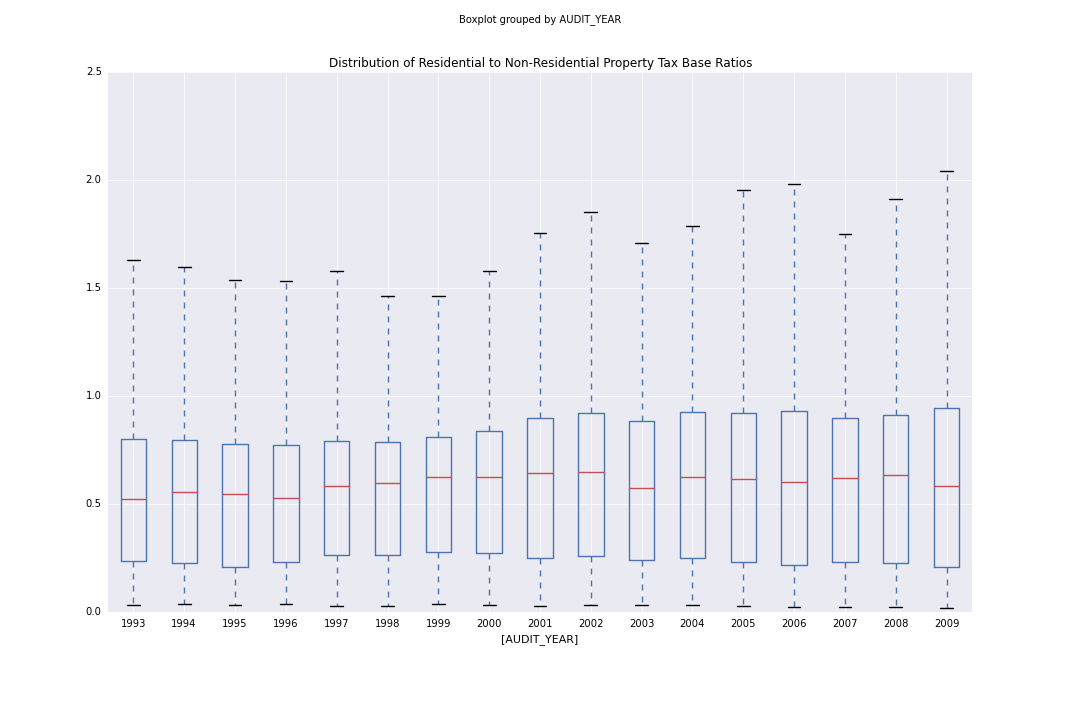 Boxplot grouped by AUDIT_YEAR
Distribution of Residential to Non-Residential Property Tax Base Ratios
2.5
2.0
1.5
1.0
0.5
0.0
1993 1994 1995 1996 1997 1998 1999 2000 2001 2002 2003 2004 2005 2006 2007 2008 2009
[AUDIT_YEAR]